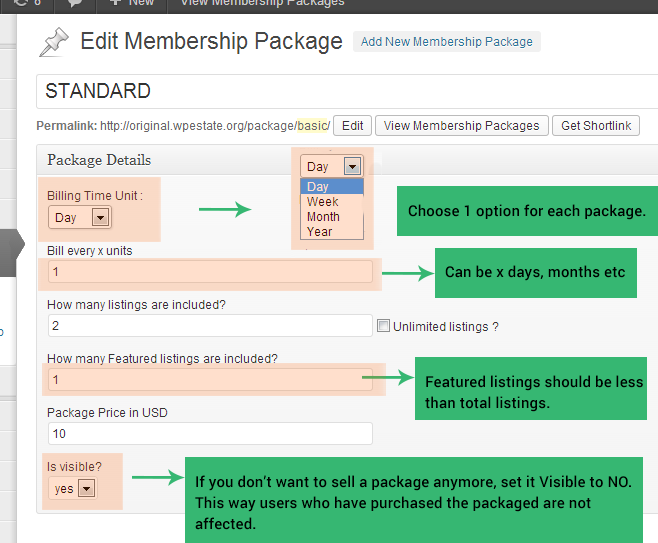 New
View Membership Packages
Edit Membership Package
Add New Membership Package
STANDARD
Permalink: http://original.wpestate.org/package/basic/
Edit
View Membership Packages
Get Shortlink
Package Details
Billing Time Unit :
Day
Day
Day
Week
Month
Year
Choose 1 option for each package.
Bill every x units
1
Can be x days, months etc
How many listings are included?
2
Unlimited listings ?
How many Featured listings are included?
1
Featured listings should be less
than total listings.
Package Price in USD
10
Is visible?
yes
If you don't want to sell a package anymore, set it Visible to NO.
This way users who have purchased the packaged are not
affected.